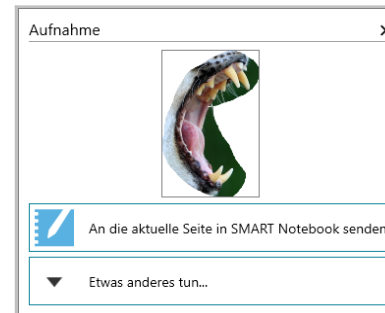 Aufnahme
An die aktuelle Seite in SMART Notebook senden
Etwas anderes tun...